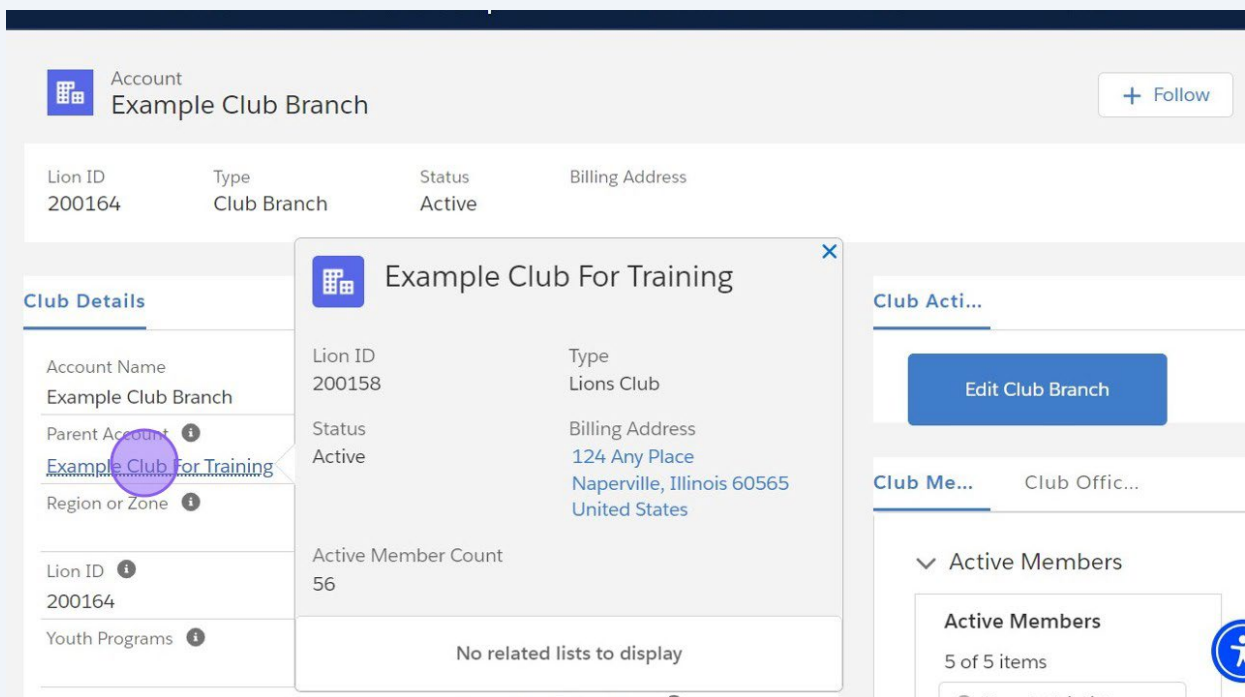 Account
Example Club Branch
+ Follow
Lion ID
Type
Status
Billing Address
200164
Club Branch
Active
Club Details
Account Name
Example Club Branch
Parent Account
Example Club For Training
Region or Zone
Lion ID
200164
Youth Programs
Example Club For Training
Lion ID
Type
200158
Lions Club
Status
Billing Address
Active
124 Any Place
Naperville, Illinois 60565
United States
Active Member Count
56
No related lists to display
Club Acti...
Edit Club Branch
Club Me...
Club Offic...
Active Members
Active Members
5 of 5 items